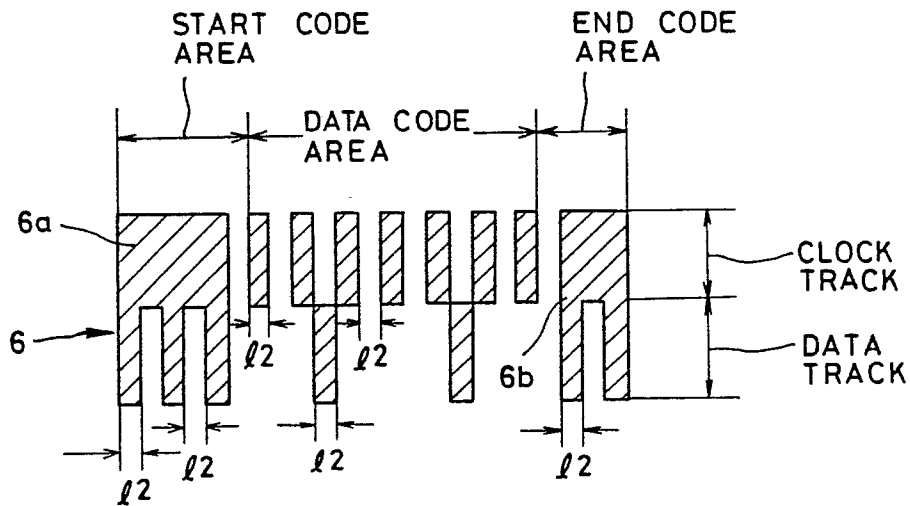 START CODE
AREA
END CODE
AREA
DATA CODE
AREA
6a
CLOCK
TRACK
6
ℓ2
ℓ2
6b
DATA
TRACK
ℓ2
ℓ2
ℓ2
ℓ2